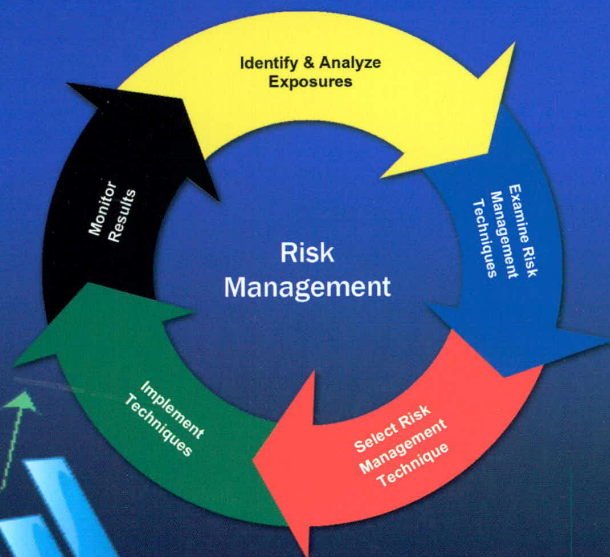 Identify & Analyze
Exposures
Examine Risk
Management
Techniques
Select Risk
Management
Technique
Implement
Techniques
Monitor
Results
Risk
Management